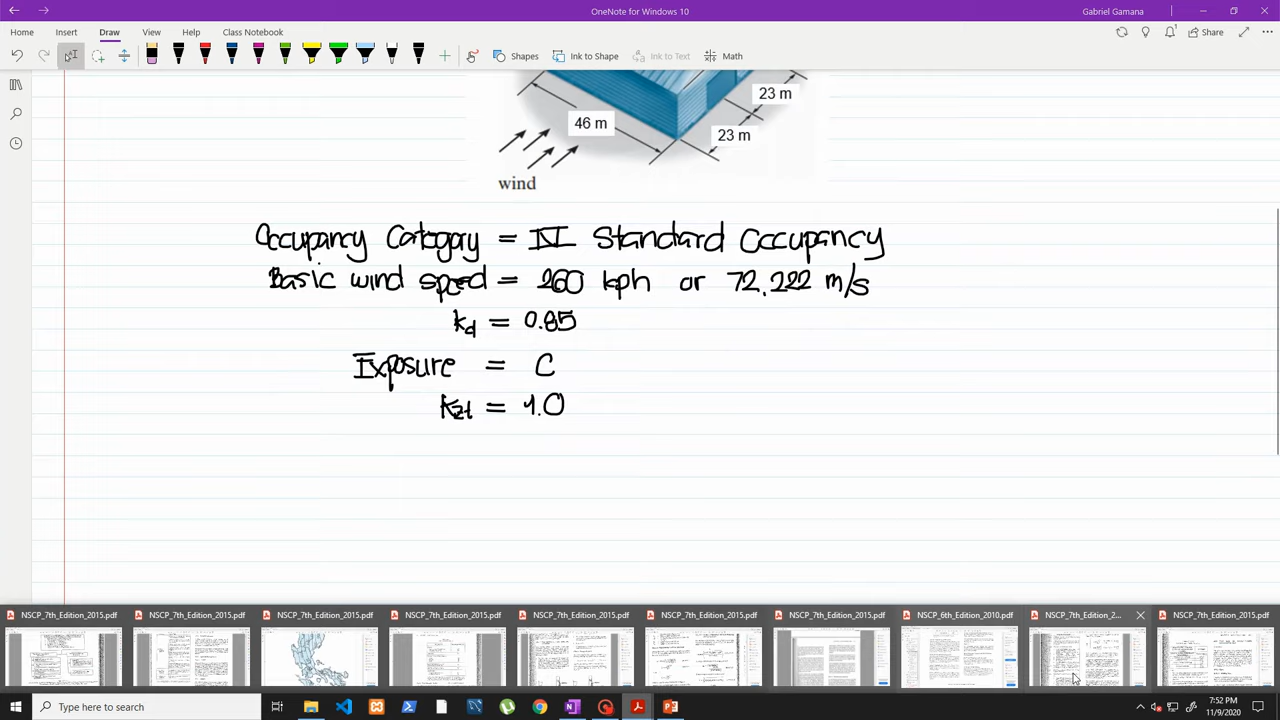 OneNote for Windows 10
Gabriel Gamana
Home Insert Draw View Help Class Notebook
Share
Shapes Ink to Shape Ink to Text Math
23 m
46 m
23 m
wind
Occupancy Category = IV Standard Occupancy
Basic wind speed = 260 kph or 72.222 m/s
kd = 0.85
Exposure = C
kzt = 1.0
NSCP_7th_Edition_2015.pdf NSCP_7th_Edition_2015.pdf NSCP_7th_Edition_2015.pdf NSCP_7th_Edition_2015.pdf NSCP_7th_Edition_2015.pdf NSCP_7th_Edition_2015.pdf NSCP_7th_Edition_2015.pdf NSCP_6th_Edition_2010.pdf NSCP_7th_Edition_2... NSCP_7th_Edition_2015.pdf
Type here to search
7:52 PM
11/9/2020